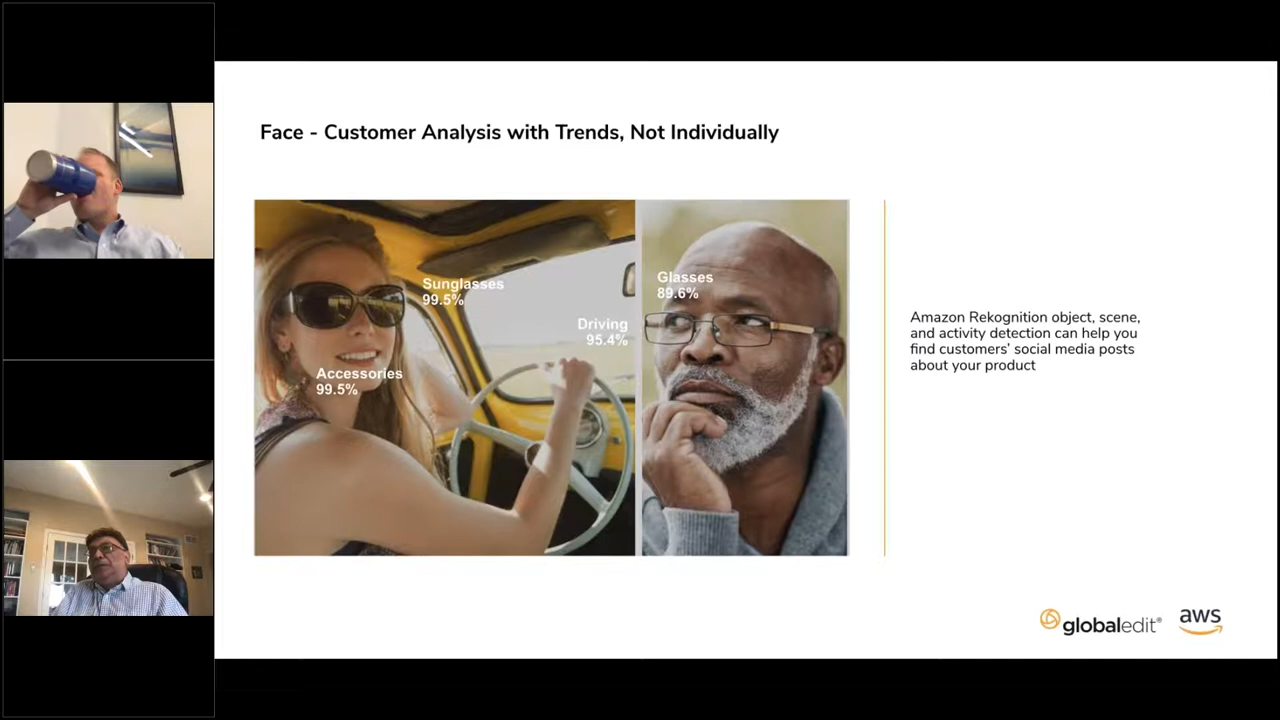 Face - Customer Analysis with Trends, Not Individually
Sunglasses
99.5%
Driving
95.4%
Accessories
99.5%
Glasses
89.6%
Amazon Rekognition object, scene,
and activity detection can help you
find customers' social media posts
about your product
globaledit®
aws